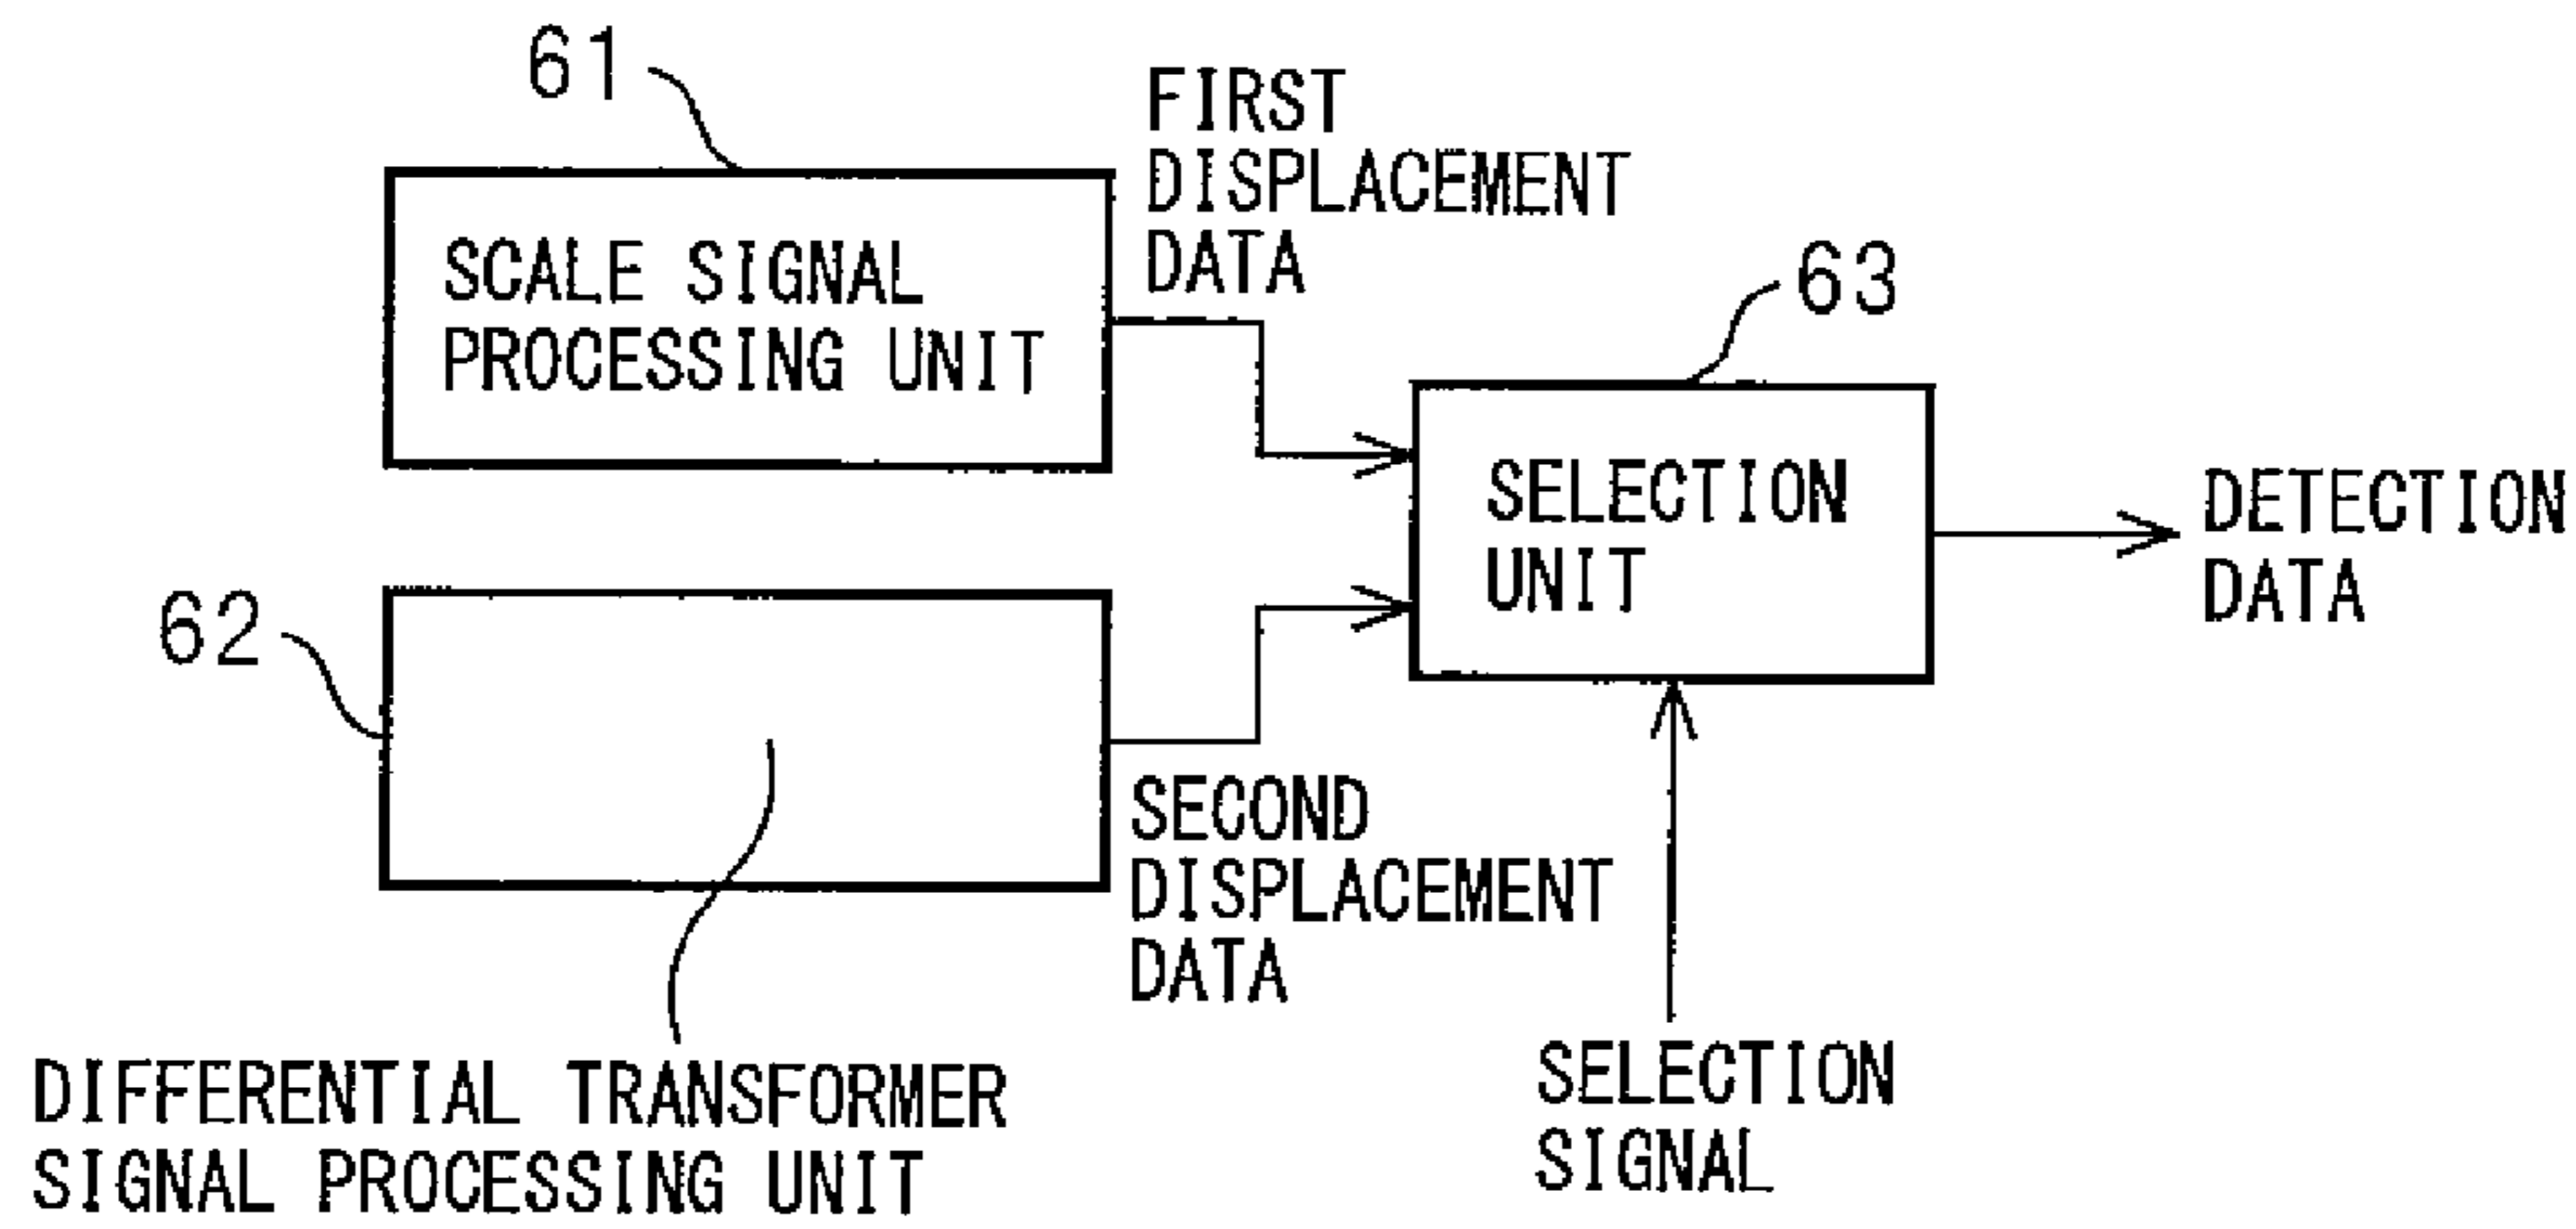 61
FIRST
DISPLACEMENT
DATA
SCALE SIGNAL
PROCESSING UNIT
63
SELECTION
UNIT
DETECTION
DATA
62
SECOND
DISPLACEMENT
DATA
DIFFERENTIAL TRANSFORMER
SIGNAL PROCESSING UNIT
SELECTION
SIGNAL